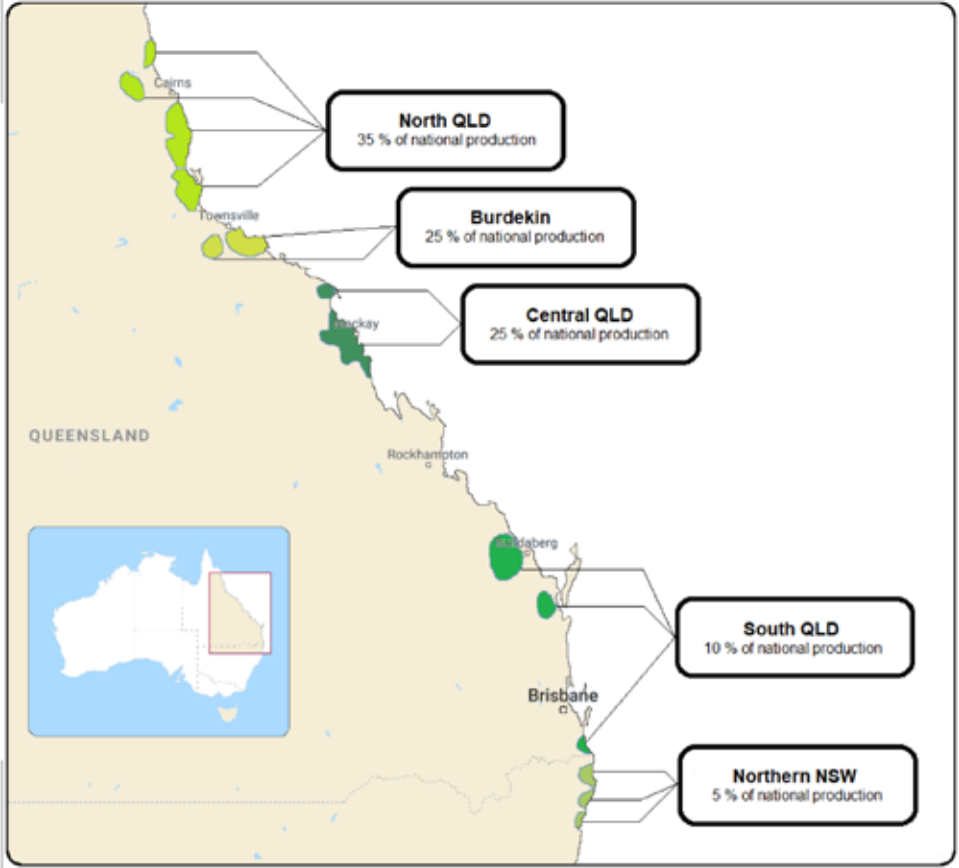 Cairns
North QLD
35 % of national production
Townsville
Burdekin
25 % of national production
Central QLD
25 % of national production
QUEENSLAND
Rockhampton
South QLD
10 % of national production
Brisbane
Northern NSW
5 % of national production